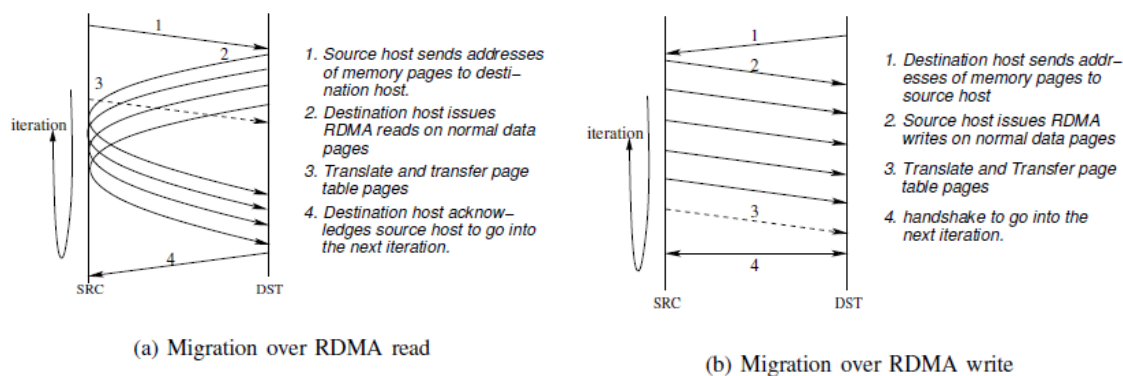 1
2
3
iteration
4
SRC
DST
1. Source host sends addresses
of memory pages to desti–
nation host.
2. Destination host issues
RDMA reads on normal data
pages
3. Translate and transfer page
table pages
4. Destination host acknow–
ledges source host to go into
the next iteration.
(a) Migration over RDMA read
1
2
iteration
3
4
SRC
DST
1. Destination host sends addr–
esses of memory pages to
source host
2. Source host issues RDMA
writes on normal data pages
3. Translate and Transfer page
table pages
4. handshake to go into the
next iteration.
(b) Migration over RDMA write